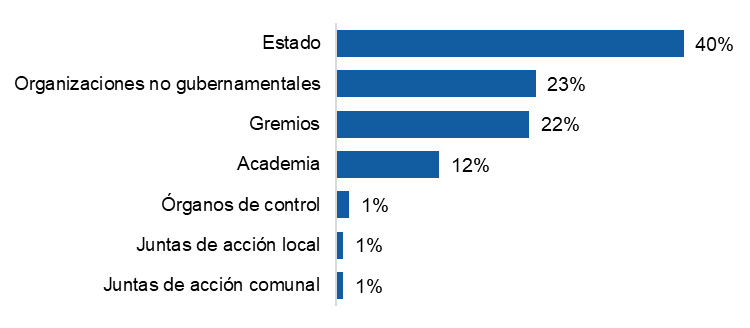 Estado 40%
Organizaciones no gubernamentales 23%
Gremios 22%
Academia 12%
Órganos de control 1%
Juntas de acción local 1%
Juntas de acción comunal 1%